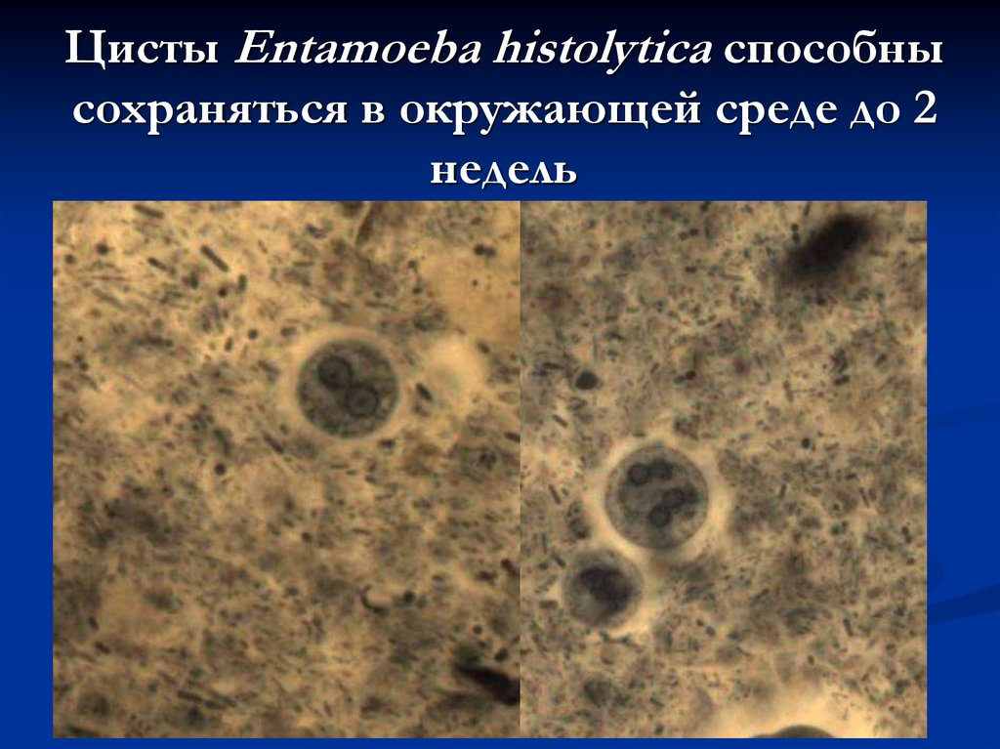 Цисты Entamoeba histolytica способны
сохраняться в окружающей среде до 2
недель